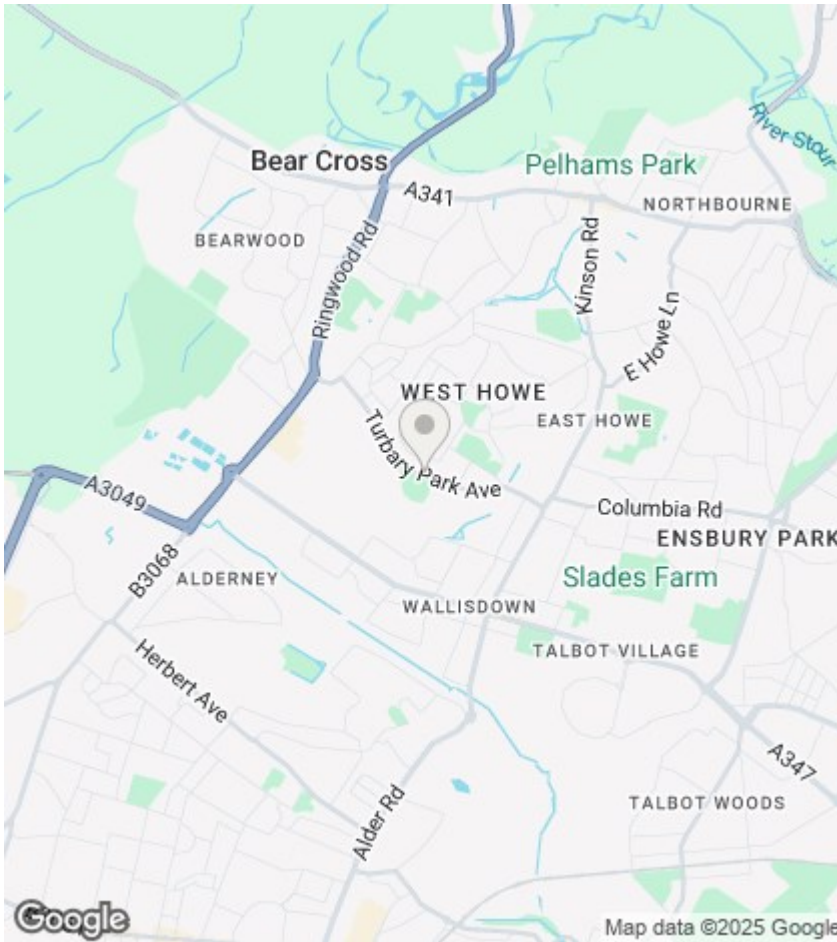 Bear Cross
A341
Pelhams Park
River Stour
NORTHBOURNE
BEARWOOD
Ringwood Rd
Kinson Rd
E Howe Ln
WEST HOWE
EAST HOWE
Turbary Park Ave
A3049
Columbia Rd
ENSBURY PARK
B3068
ALDERNEY
Slades Farm
WALLISDOWN
TALBOT VILLAGE
Herbert Ave
A347
TALBOT WOODS
Alder Rd
Google
Map data ©2025 Google